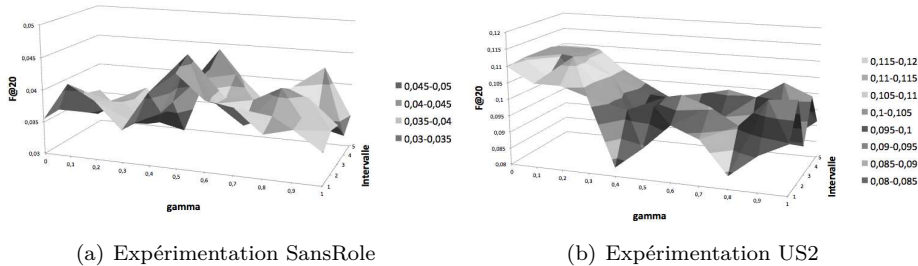 0,05
0,045
0,04
0,035
0,03
F@20
0 0,1 0,2 0,3 0,4 0,5 0,6 0,7 0,8 0,9 1
gamma
1 2 3 4 5
Intervalle
0,045-0,05
0,04-0,045
0,035-0,04
0,03-0,035
(a) Expérimentation SansRole
0,12
0,115
0,11
0,105
0,1
0,095
0,09
0,085
0,08
F@20
0 0,1 0,2 0,3 0,4 0,5 0,6 0,7 0,8 0,9 1
gamma
1 2 3 4 5
Intervalle
0,115-0,12
0,11-0,115
0,105-0,11
0,1-0,105
0,095-0,1
0,09-0,095
0,085-0,09
0,08-0,085
(b) Expérimentation US2